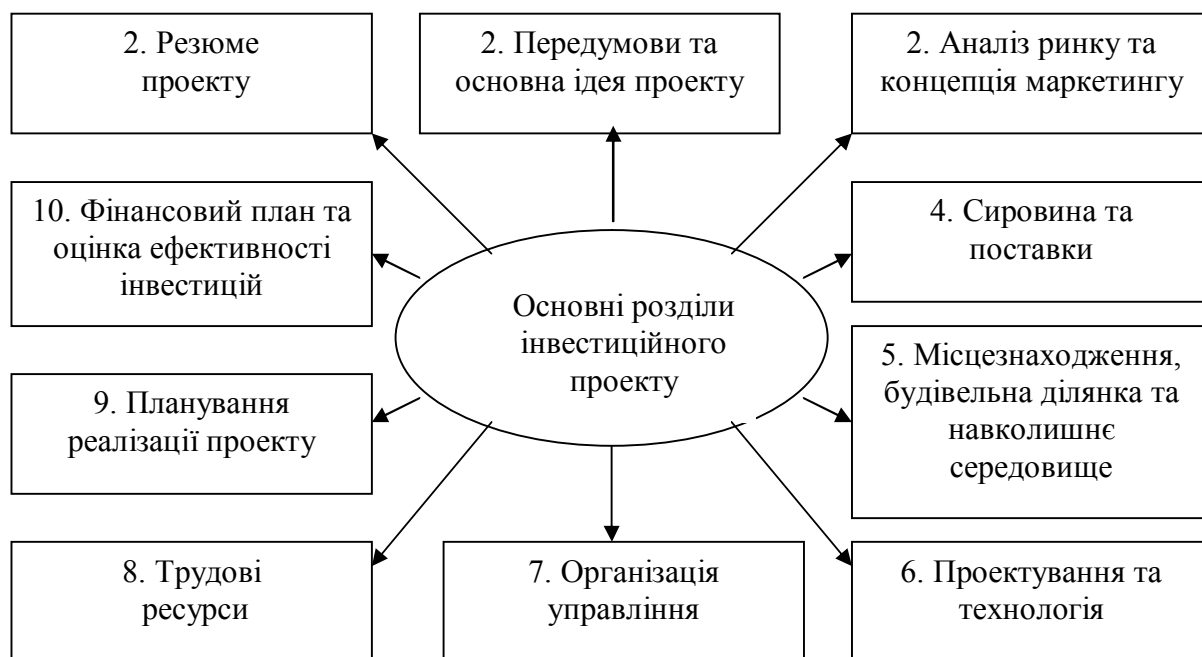 2. Резюме
проекту
2. Передумови та
основна ідея проекту
2. Аналіз ринку та
концепція маркетингу
10. Фінансовий план та
оцінка ефективності
інвестицій
4. Сировина та
поставки
Основні розділи
інвестиційного
проекту
5. Місцезнаходження,
будівельна ділянка та
навколишнє
середовище
9. Планування
реалізації проекту
8. Трудові
ресурси
7. Організація
управління
6. Проектування та
технологія